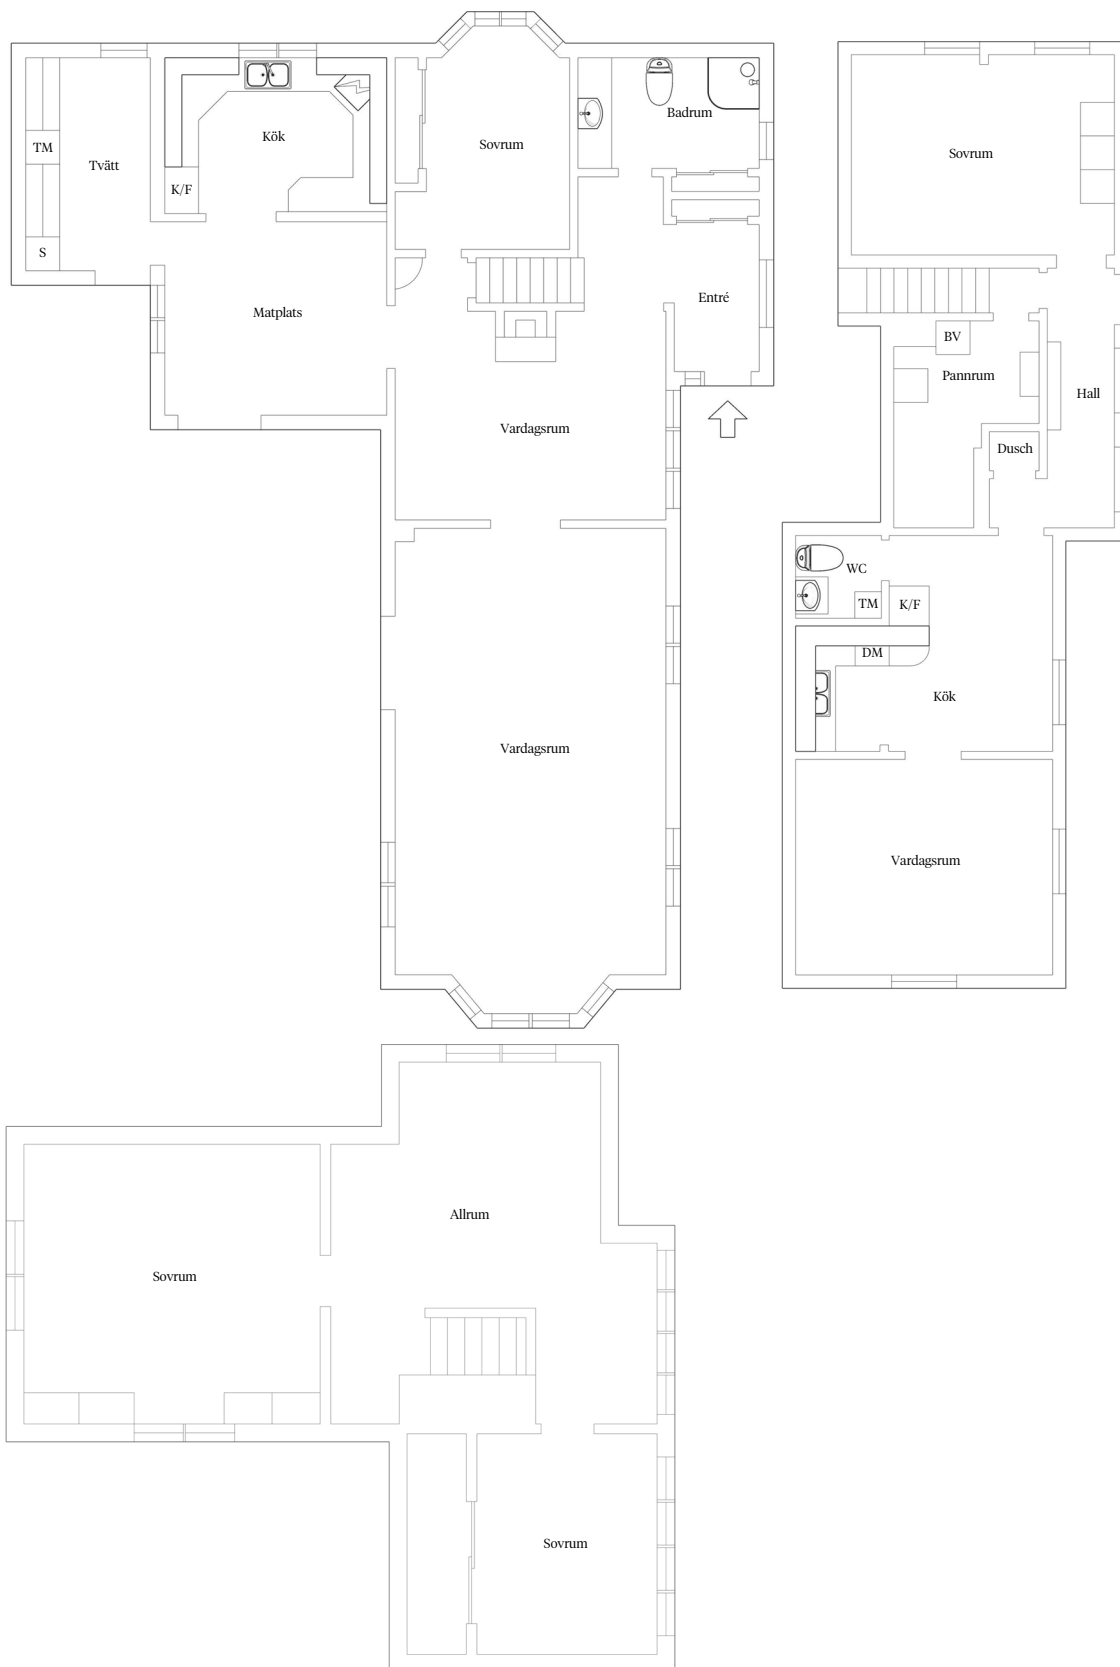 TM
Tvätt
S
Kök
K/F
Matplats
Sovrum
Badrum
Entré
Vardagsrum
Vardagsrum
Sovrum
BV
Pannrum
Hall
Dusch
WC
TM
K/F
DM
Kök
Vardagsrum
Allrum
Sovrum
Sovrum